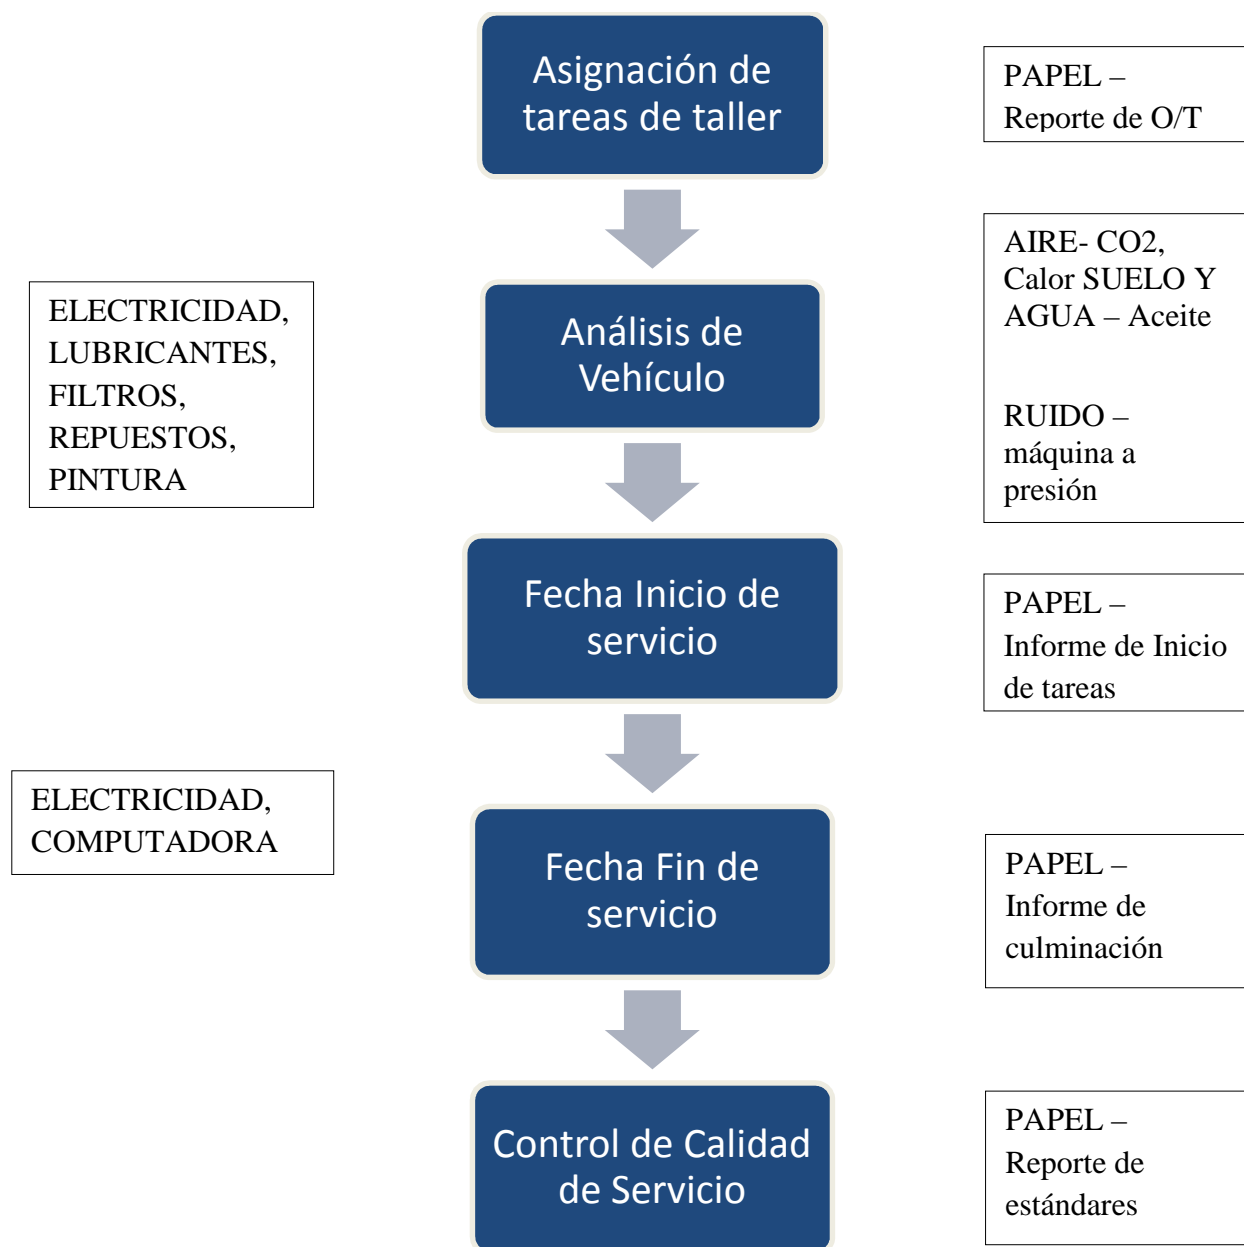 Asignación de
tareas de taller
PAPEL –
Reporte de O/T
AIRE- CO2,
Calor SUELO Y
AGUA – Aceite
RUIDO –
máquina a
presión
ELECTRICIDAD,
LUBRICANTES,
FILTROS,
REPUESTOS,
PINTURA
Análisis de
Vehículo
Fecha Inicio de
servicio
PAPEL –
Informe de Inicio
de tareas
ELECTRICIDAD,
COMPUTADORA
Fecha Fin de
servicio
PAPEL –
Informe de
culminación
Control de Calidad
de Servicio
PAPEL –
Reporte de
estándares